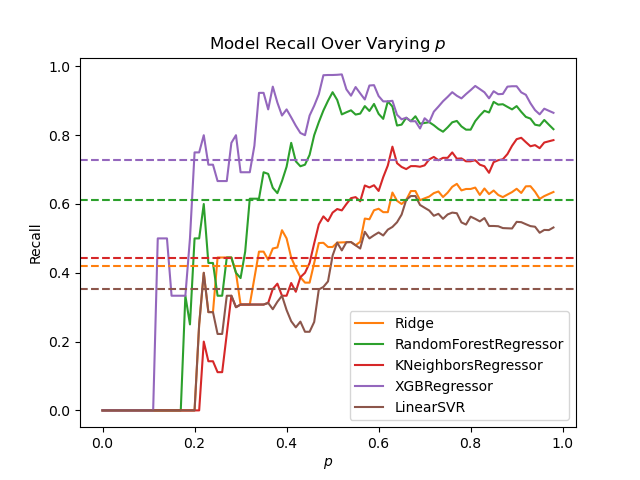 Model Recall Over Varying p
Recall
1.0
0.8
0.6
0.4
0.2
0.0
0.0 0.2 0.4 0.6 0.8 1.0
p
Ridge
RandomForestRegressor
KNeighborsRegressor
XGBRegressor
LinearSVR